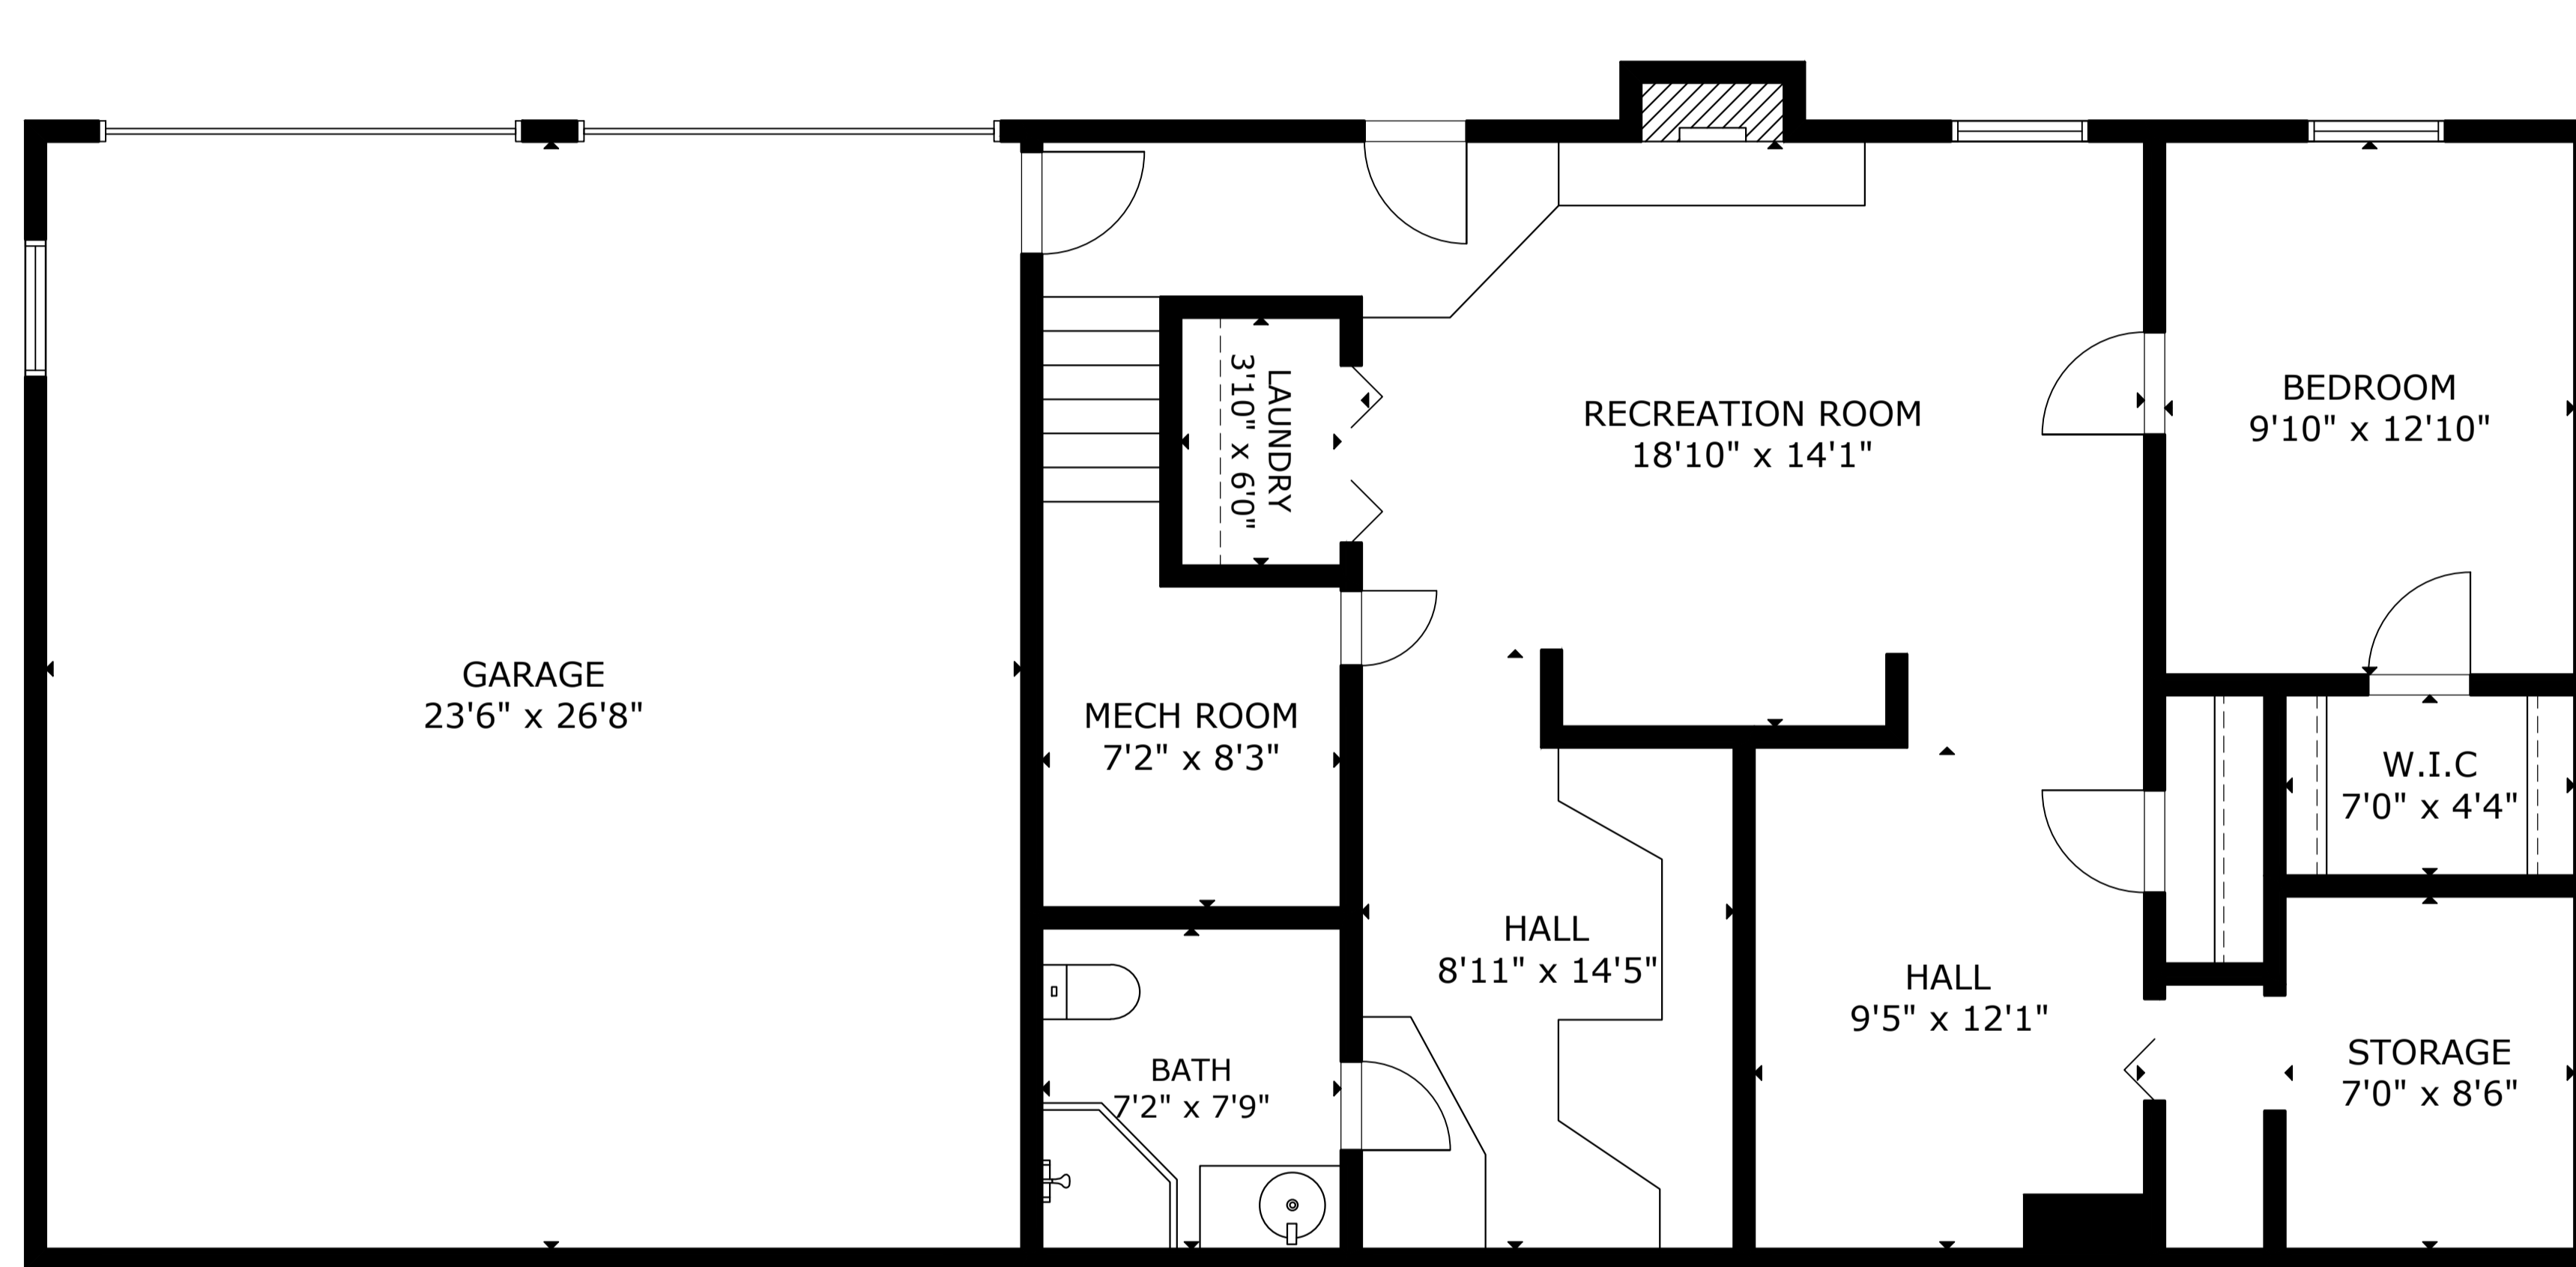 LAUNDRY
3'10" x 6'0"
RECREATION ROOM
18'10" x 14'1"
BEDROOM
9'10" x 12'10"
GARAGE
23'6" x 26'8"
MECH ROOM
7'2" x 8'3"
W.I.C
7'0" x 4'4"
HALL
8'11" x 14'5"
HALL
9'5" x 12'1"
BATH
7'2" x 7'9"
STORAGE
7'0" x 8'6"